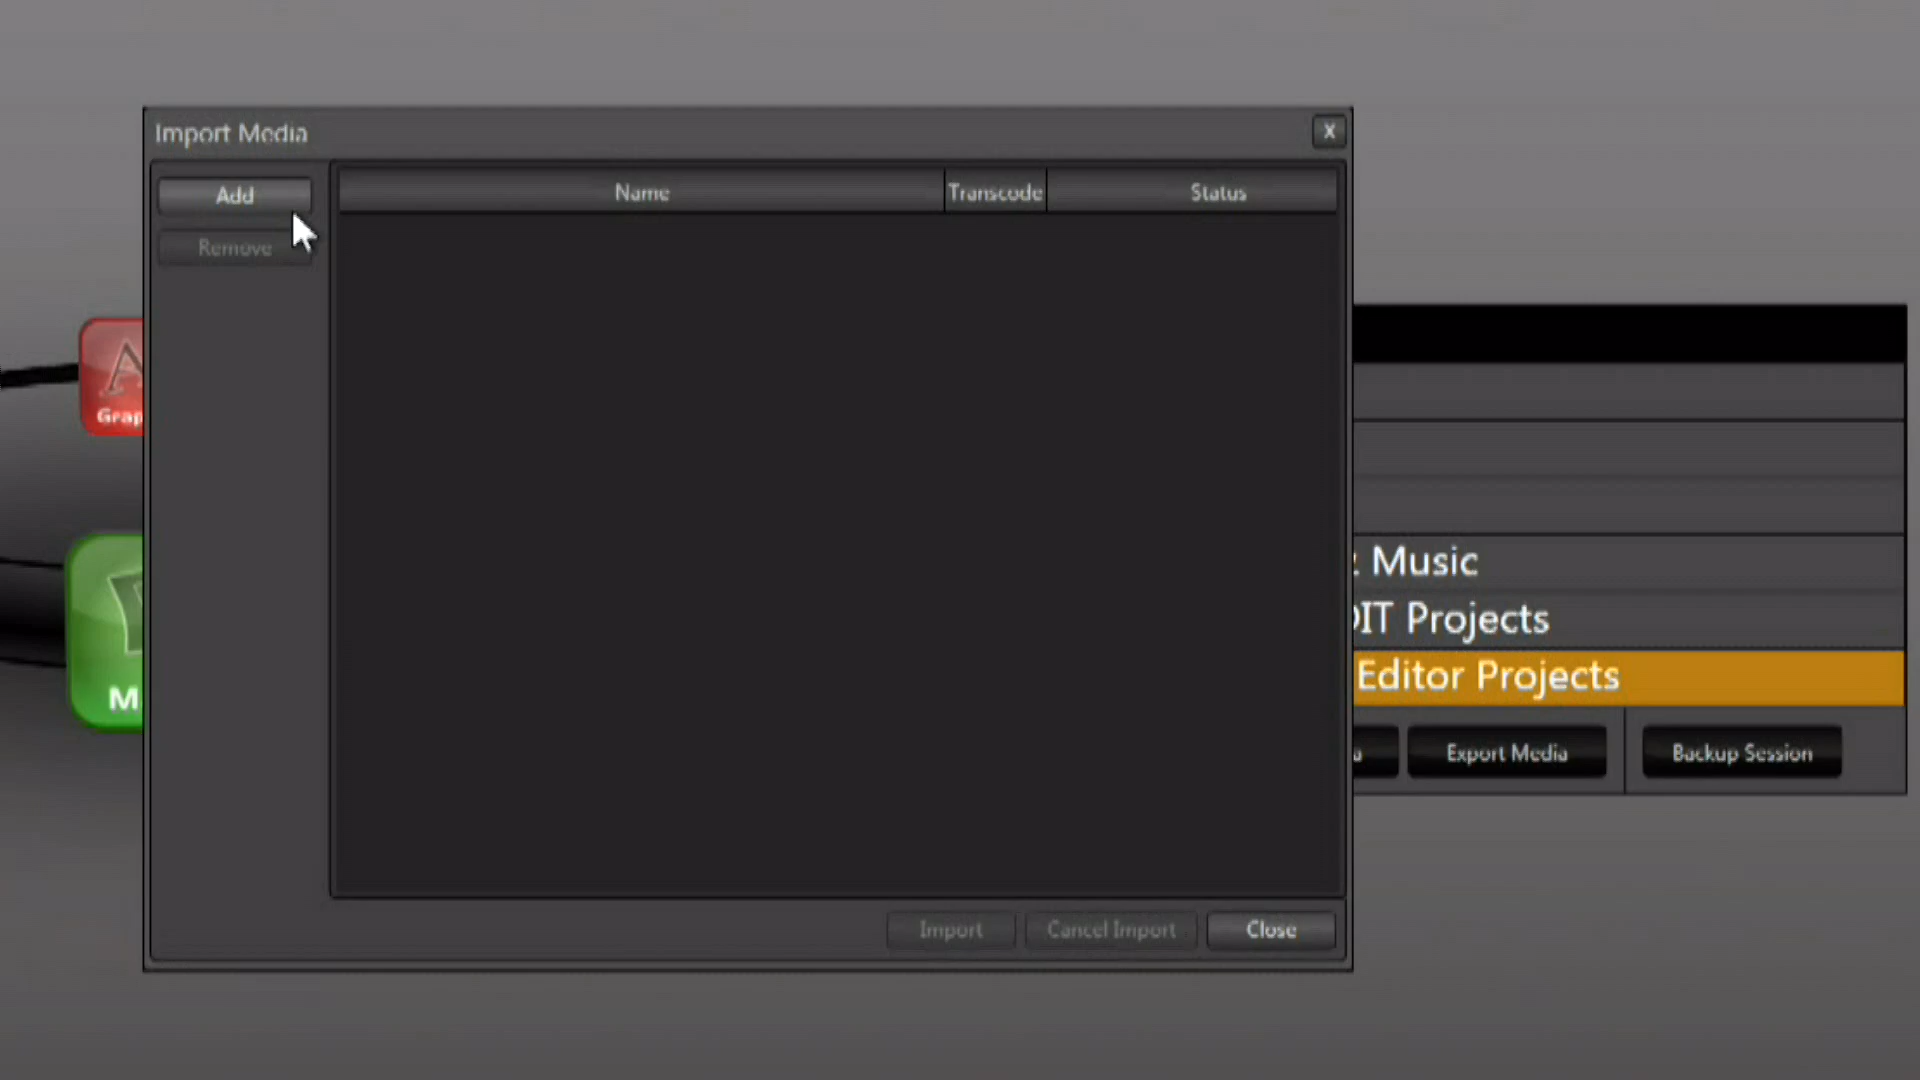 Import Media
X
Add
Name
Transcode
Status
Remove
Music
Projects
Editor Projects
Export Media
Backup Session
Import
Cancel Import
Close